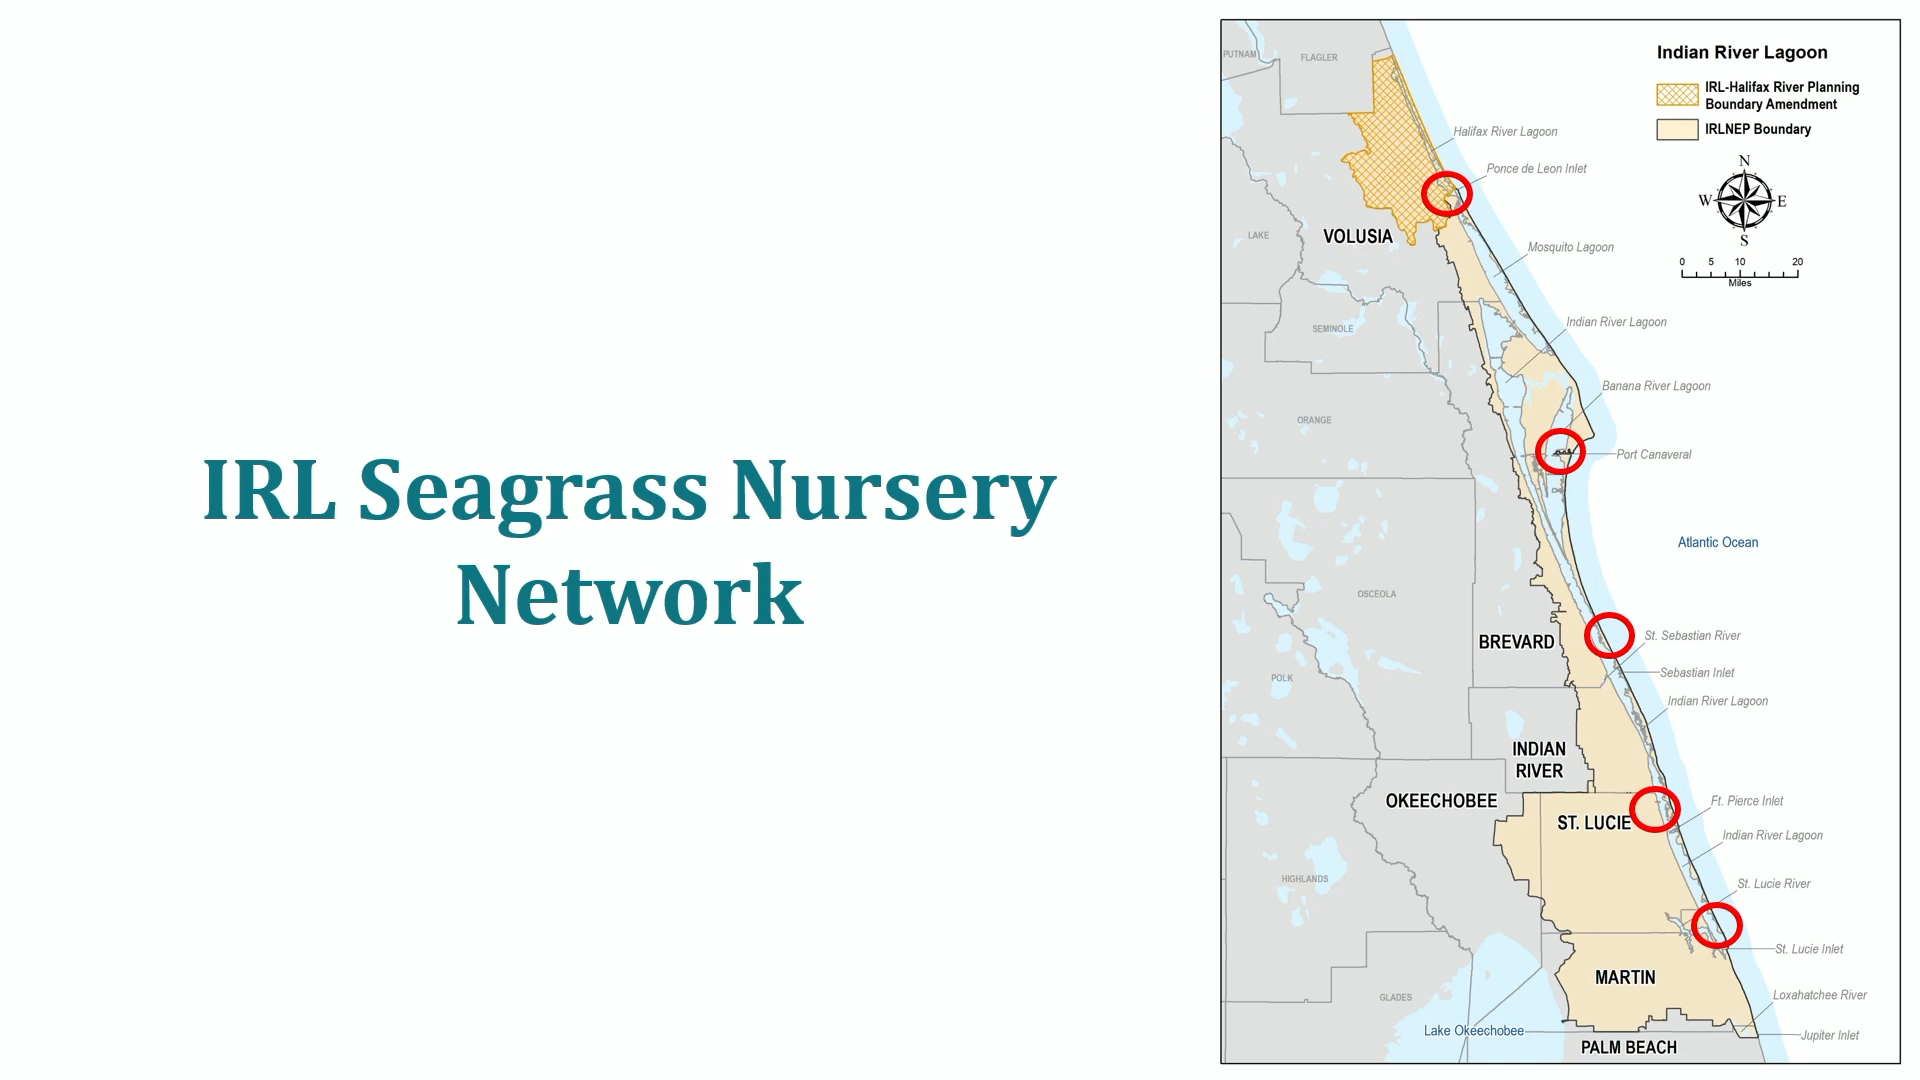 IRL Seagrass Nursery
Network
Indian River Lagoon
IRL-Halifax River Planning
Boundary Amendment
IRLNEP Boundary
N
W
E
S
0 5 10 20
Miles
PUTNAM
FLAGLER
Halifax River Lagoon
Ponce de Leon Inlet
LAKE
VOLUSIA
Mosquito Lagoon
Indian River Lagoon
SEMINOLE
Banana River Lagoon
ORANGE
Port Canaveral
Atlantic Ocean
OSCEOLA
BREVARD
St. Sebastian River
Sebastian Inlet
POLK
Indian River Lagoon
INDIAN
RIVER
OKEECHOBEE
Ft. Pierce Inlet
ST. LUCIE
Indian River Lagoon
HIGHLANDS
St. Lucie River
St. Lucie Inlet
MARTIN
GLADES
Loxahatchee River
Lake Okeechobee
Jupiter Inlet
PALM BEACH